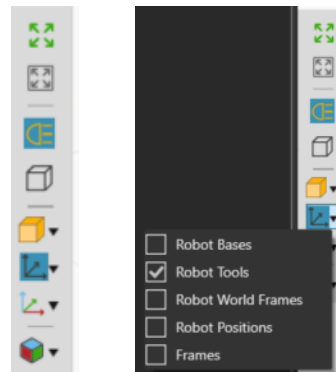 Robot Bases
Robot Tools
Robot World Frames
Robot Positions
Frames